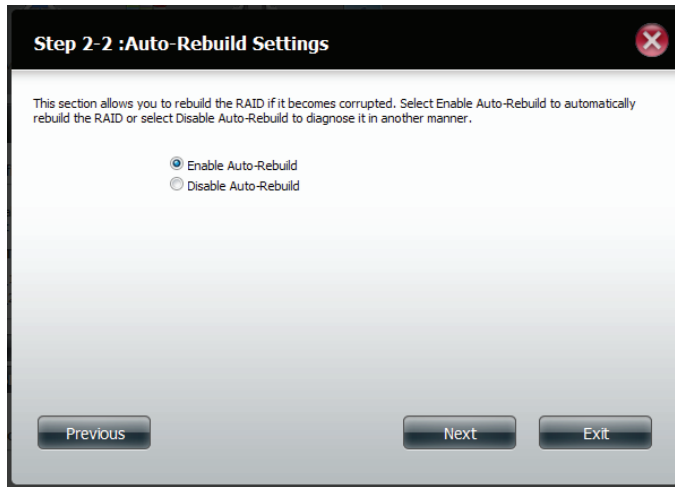 Step 2-2 :Auto-Rebuild Settings
This section allows you to rebuild the RAID if it becomes corrupted. Select Enable Auto-Rebuild to automatically
rebuild the RAID or select Disable Auto-Rebuild to diagnose it in another manner.
Enable Auto-Rebuild
Disable Auto-Rebuild
Previous
Next
Exit